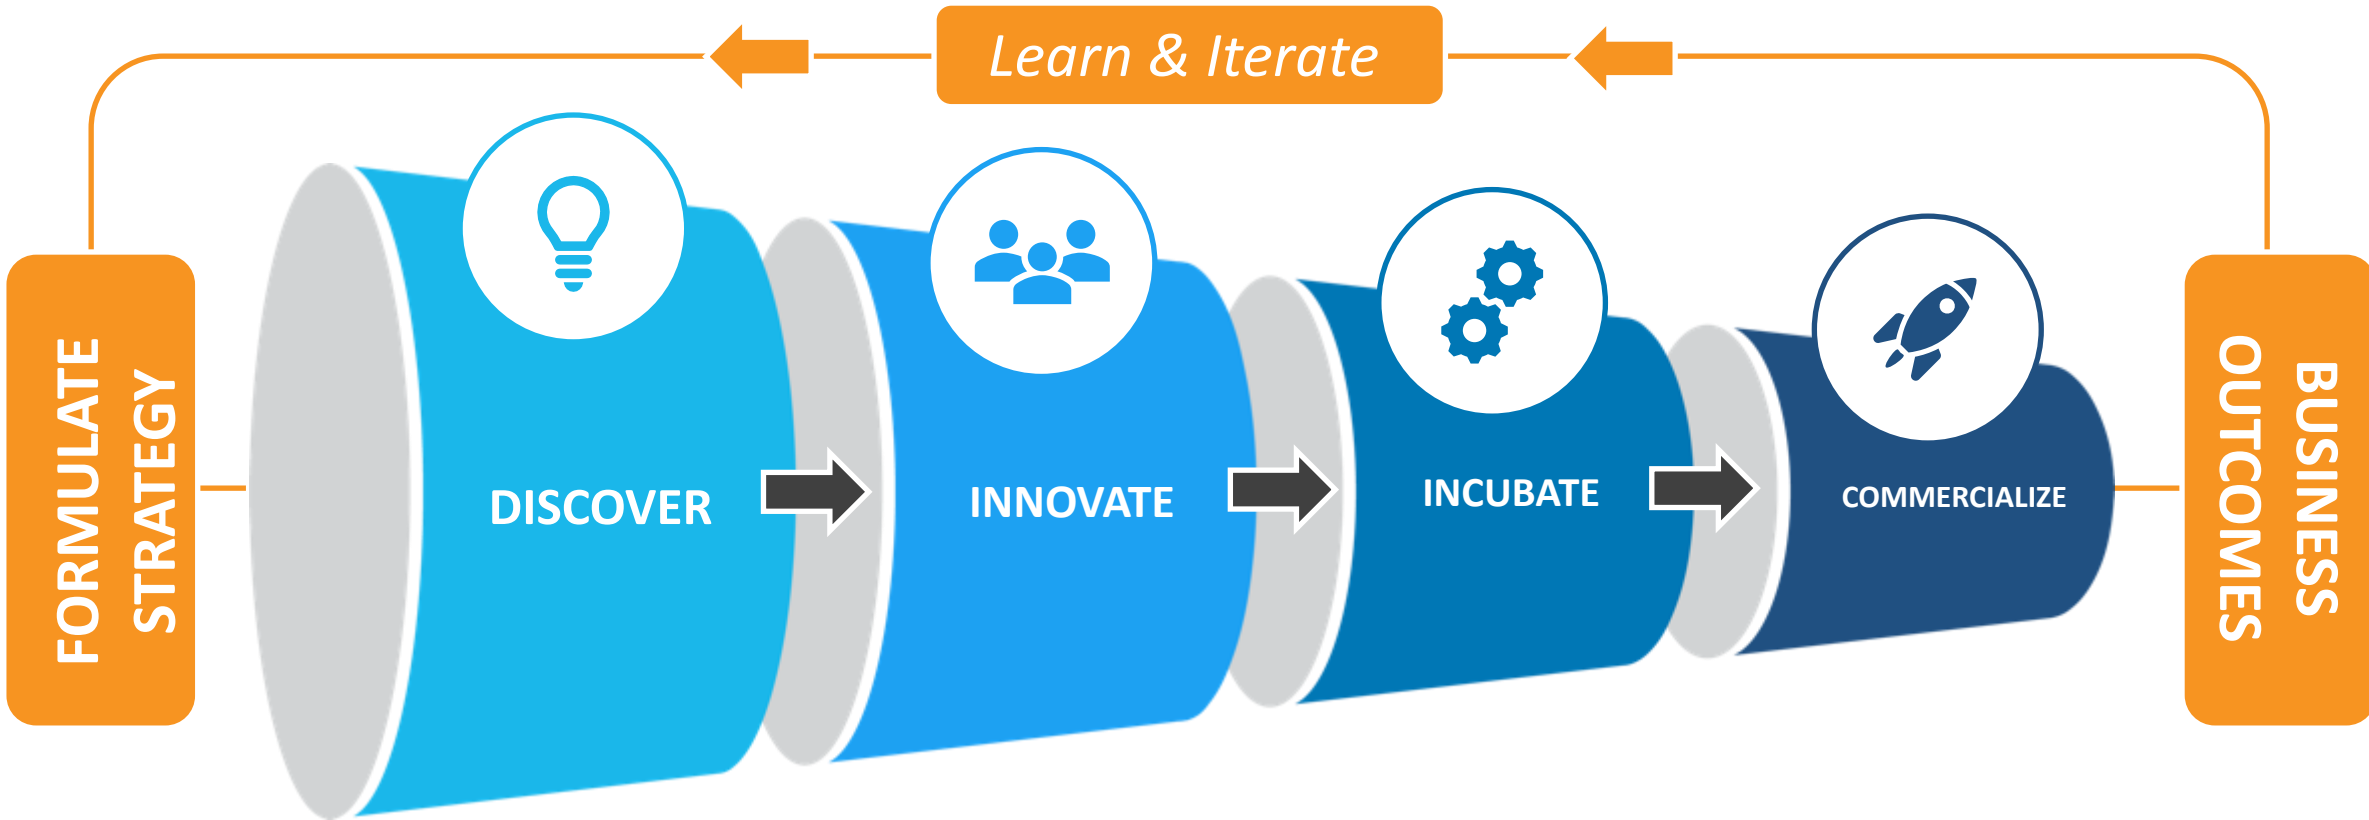 Learn & Iterate
FORMULATE
STRATEGY
DISCOVER
INNOVATE
INCUBATE
COMMERCIALIZE
BUSINESS
OUTCOMES